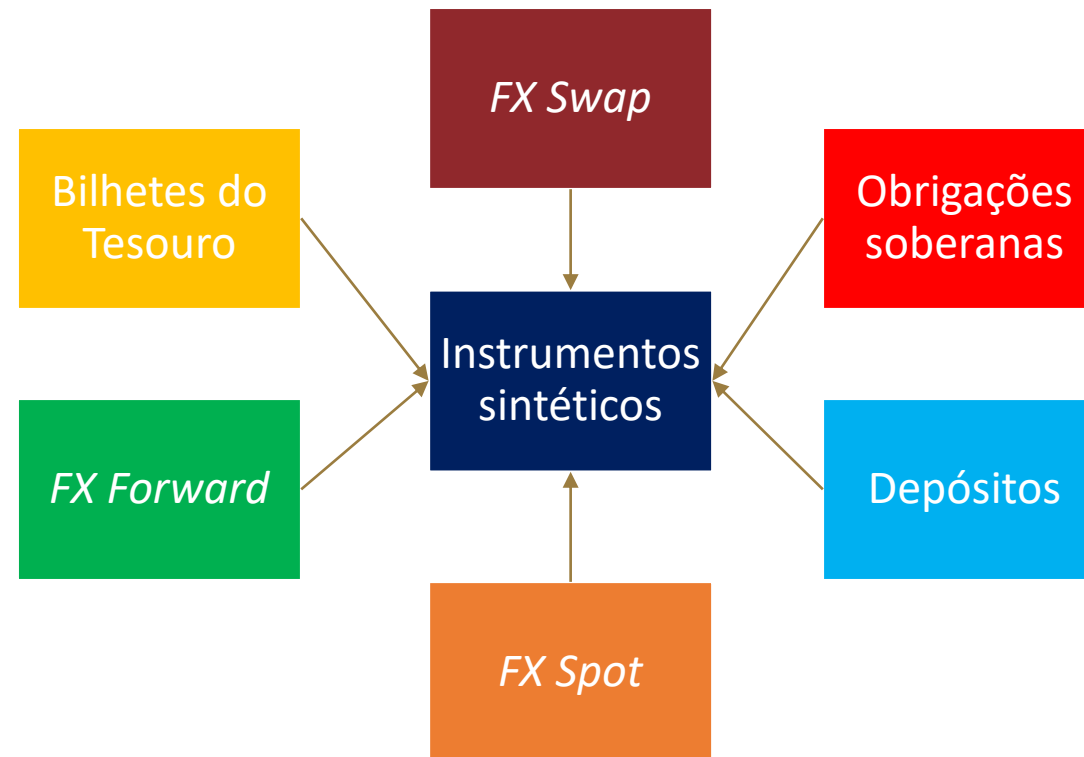 FX Swap
Bilhetes do
Tesouro
Obrigações
soberanas
Instrumentos
sintéticos
FX Forward
Depósitos
FX Spot